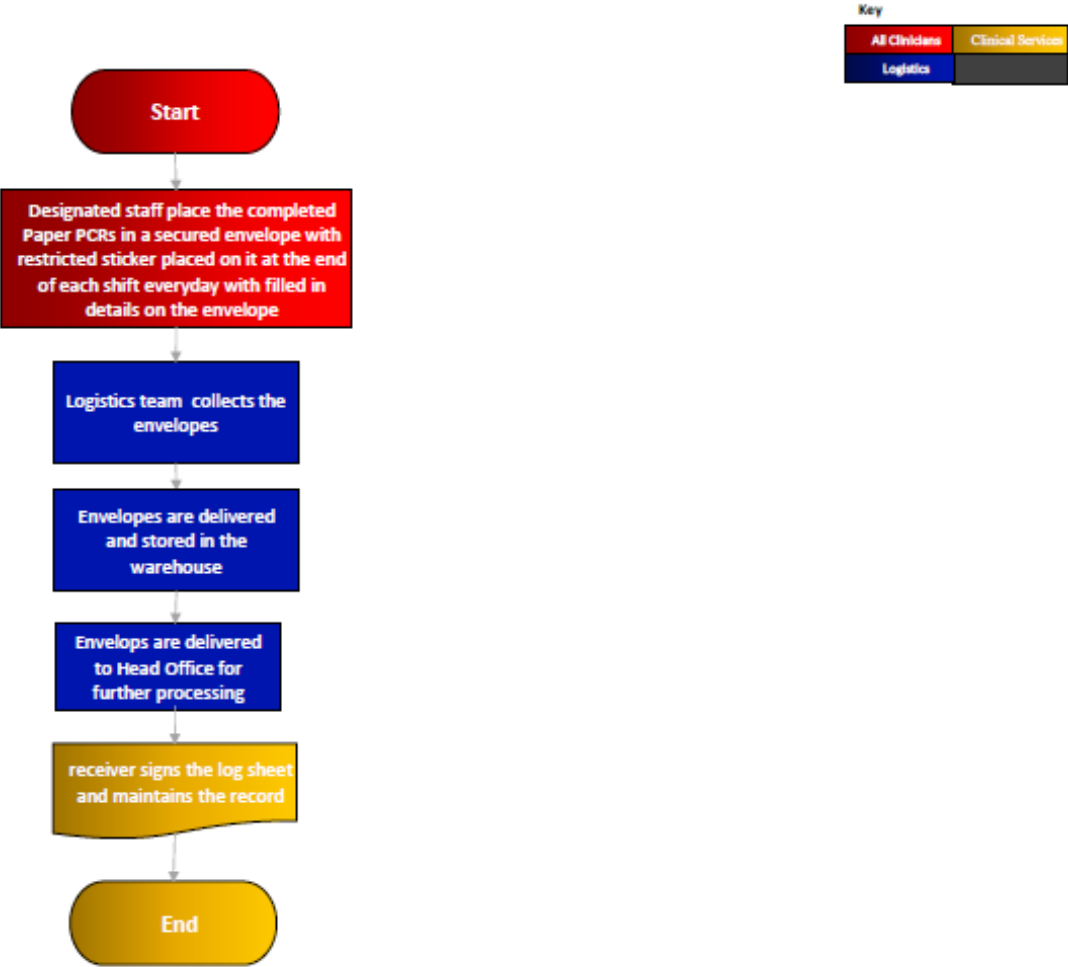 Key
All Clinicians
Clinical Services
Logistics
Start
Designated staff place the completed
Paper PCRs in a secured envelope with
restricted sticker placed on it at the end
of each shift everyday with filled in
details on the envelope
Logistics team collects the
envelopes
Envelopes are delivered
and stored in the
warehouse
Envelops are delivered
to Head Office for
further processing
receiver signs the log sheet
and maintains the record
End